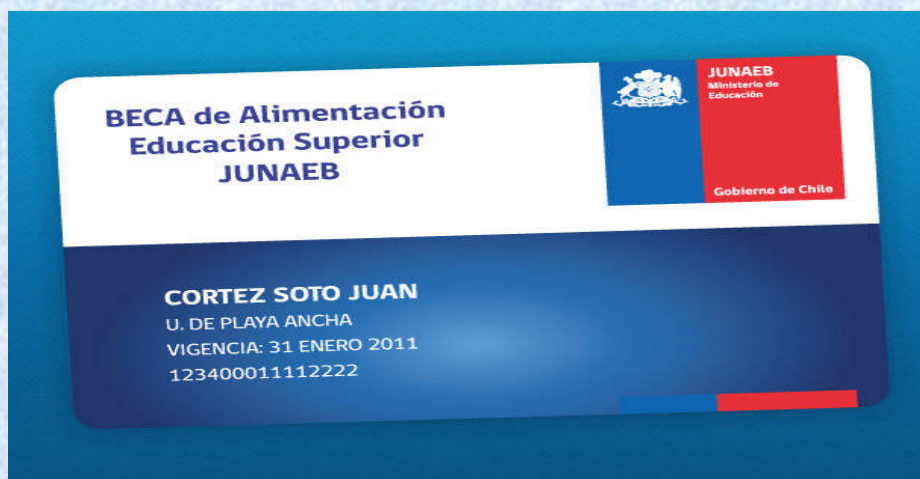 BECA de Alimentación
Educación Superior
JUNAEB
JUNAEB
Ministerio de
Educación
Gobierno de Chile
CORTEZ SOTO JUAN
U. DE PLAYA ANCHA
VIGENCIA: 31 ENERO 2011
123400011112222